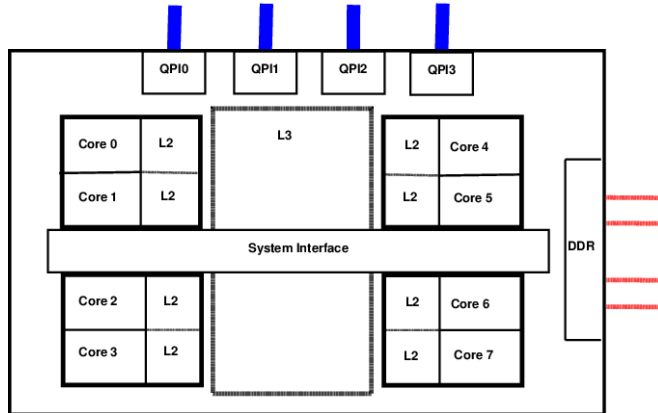 QPI0 QPI1 QPI2 QPI3
L3
Core 0 L2 L2 Core 4
Core 1 L2 L2 Core 5
System Interface
DDR
Core 2 L2 L2 Core 6
Core 3 L2 L2 Core 7